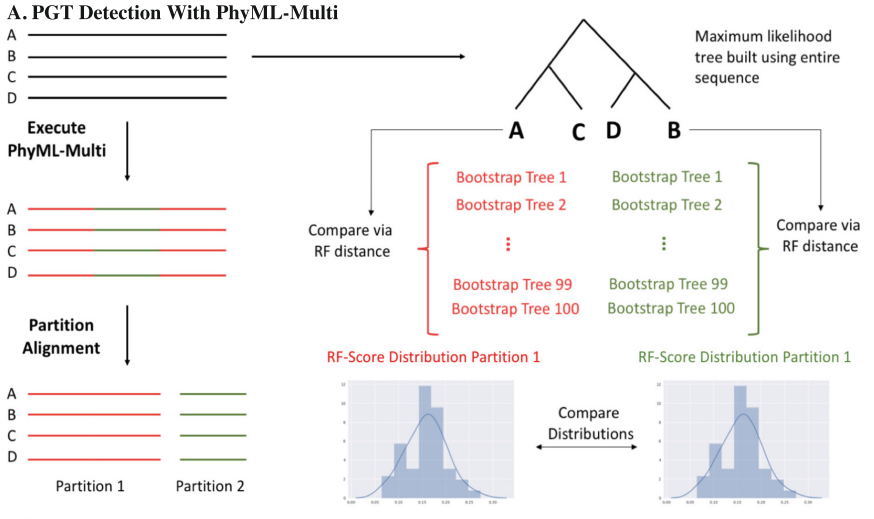 A. PGT Detection With PhyML-Multi
A
B
C
D
Execute
PhyML-Multi
A
B
C
D
Partition
Alignment
A
B
C
D
Partition 1
Partition 2
Maximum likelihood
tree built using entire
sequence
A
C
D
B
Compare via
RF distance
Bootstrap Tree 1
Bootstrap Tree 2
Bootstrap Tree 99
Bootstrap Tree 100
Bootstrap Tree 1
Bootstrap Tree 2
Bootstrap Tree 99
Bootstrap Tree 100
Compare via
RF distance
RF-Score Distribution Partition 1
RF-Score Distribution Partition 1
Compare
Distributions